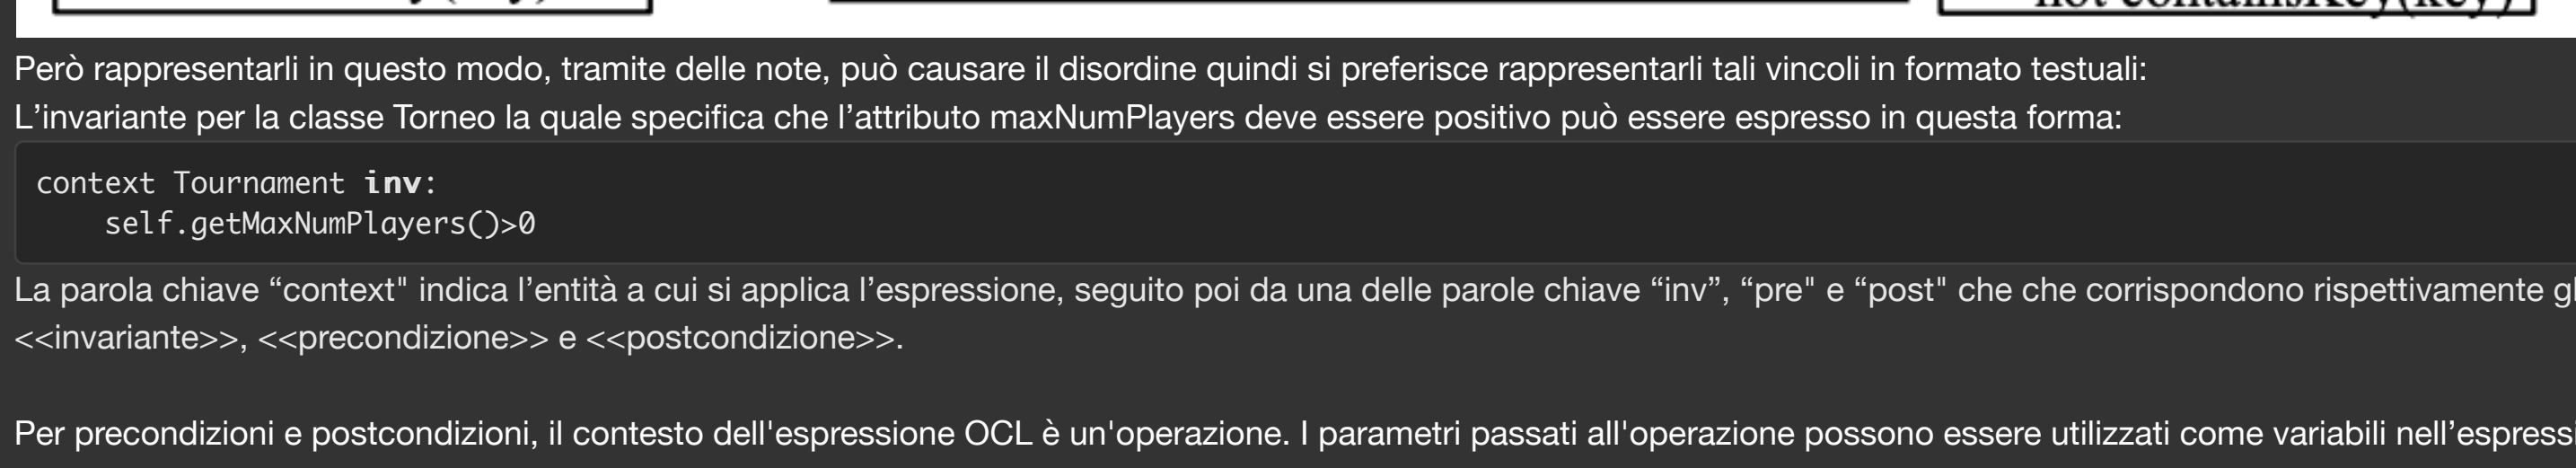 not containsKey(key)
Però rappresentarli in questo modo, tramite delle note, può causare il disordine quindi si preferisce rappresentarli tali vincoli in formato testuali:
L’invariante per la classe Torneo la quale specifica che l’attributo maxNumPlayers deve essere positivo può essere espresso in questa forma:
context Tournament inv:
    self.getMaxNumPlayers()>0
La parola chiave “context" indica l’entità a cui si applica l’espressione, seguito poi da una delle parole chiave “inv”, “pre" e “post" che che corrispondono rispettivamente
<<invariante>>, <<precondizione>> e <<postcondizione>>.
Per precondizioni e postcondizioni, il contesto dell'espressione OCL è un'operazione. I parametri passati all'operazione possono essere utilizzati come variabili